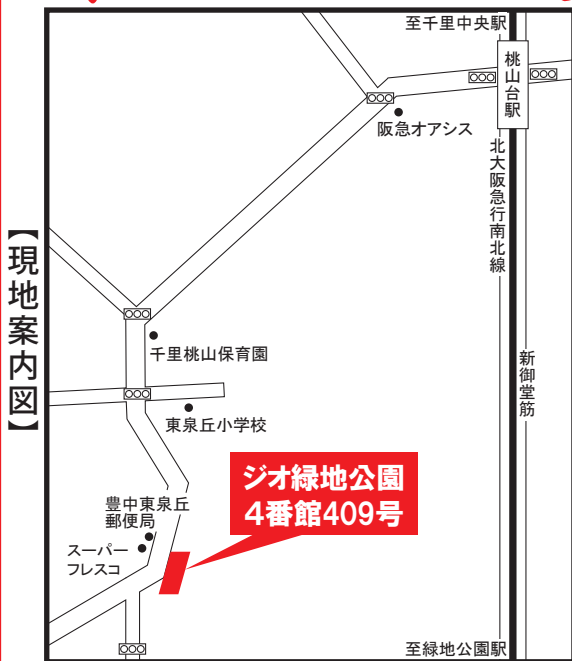 【現地案内図】
至千里中央駅
桃山台駅
阪急オアシス
北大阪急行南北線
千里桃山保育園
新御堂筋
東泉丘小学校
ジオ緑地公園
4番館409号
豊中東泉丘
郵便局
スーパー
フレスコ
至緑地公園駅